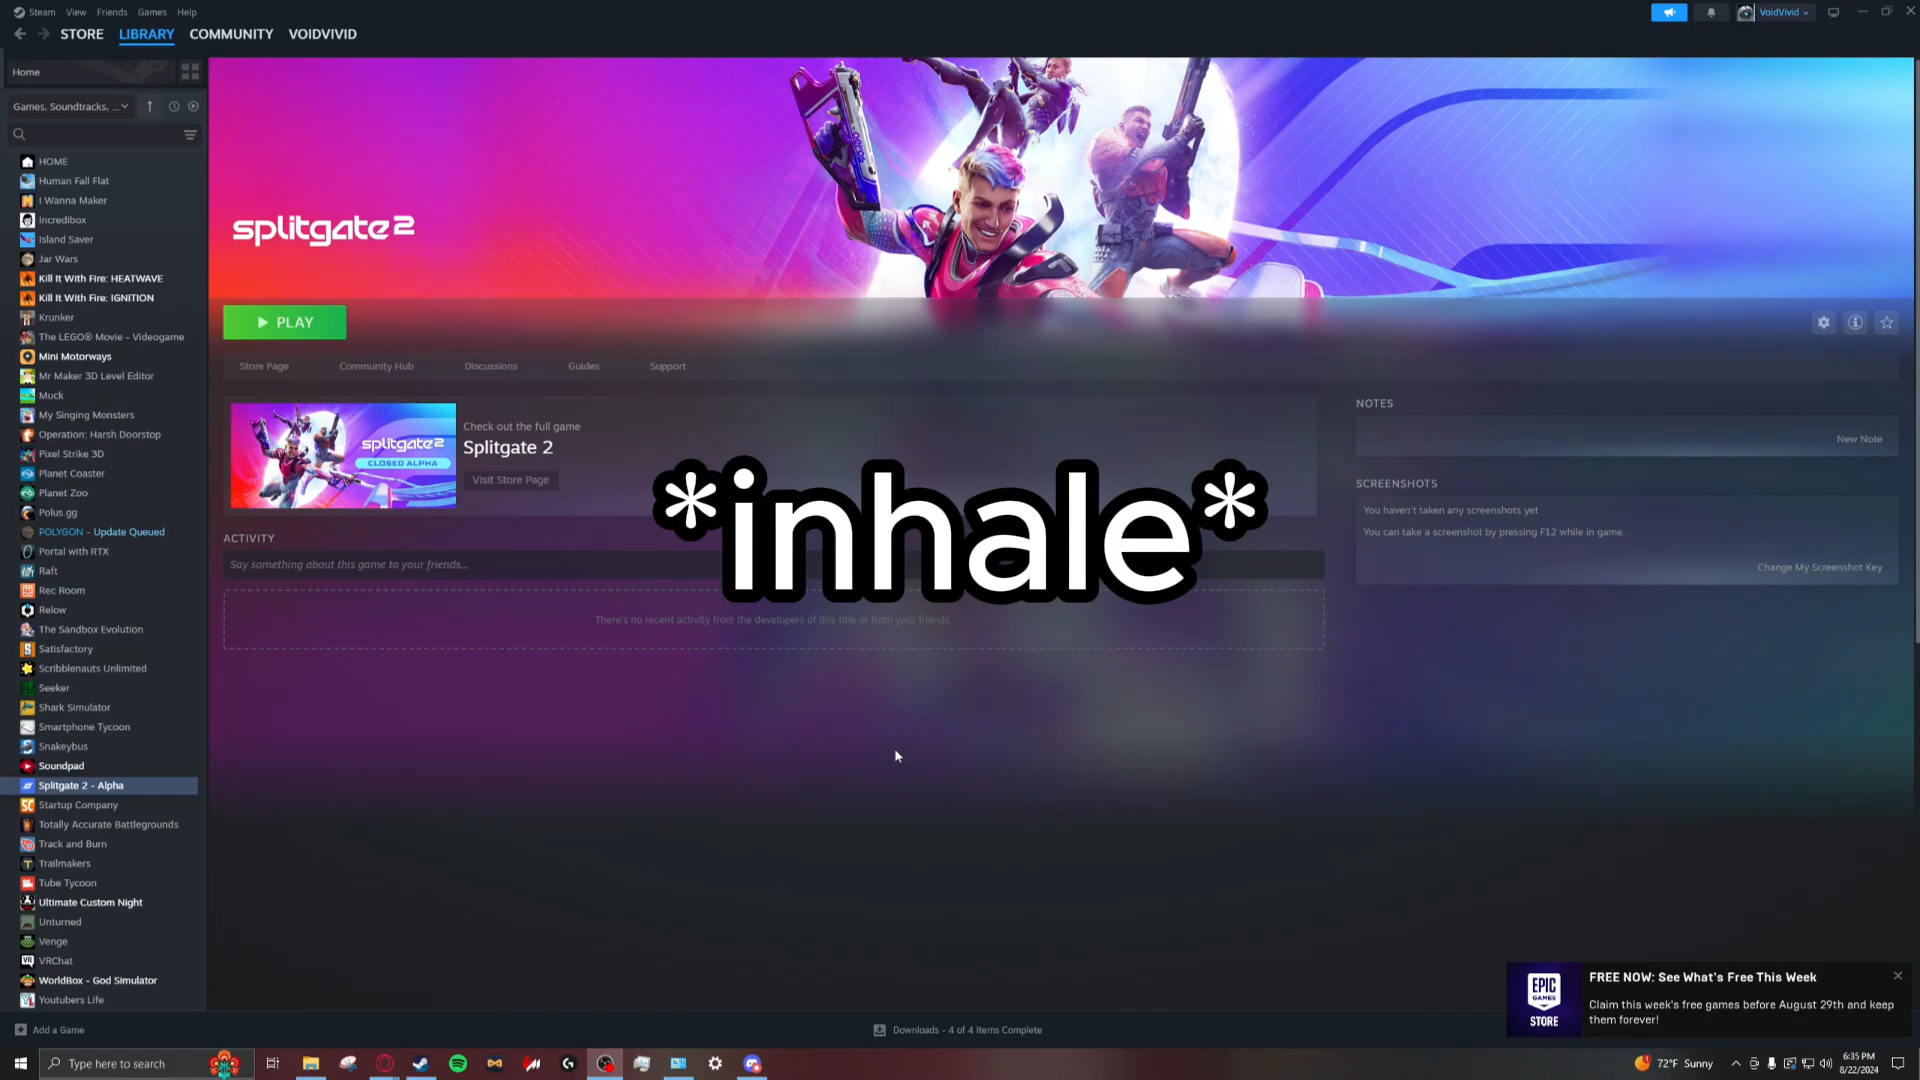 Steam View Friends Games Help
VoidVivid
STORE LIBRARY COMMUNITY VOIDVIVID
Home
Games, Soundtracks, ...
HOME
Human Fall Flat
I Wanna Maker
Incredibox
Island Saver
Jar Wars
Kill It With Fire: HEATWAVE
Kill It With Fire: IGNITION
Krunker
The LEGO® Movie - Videogame
Mini Motorways
Mr Maker 3D Level Editor
Muck
My Singing Monsters
Operation: Harsh Doorstop
Pixel Strike 3D
Planet Coaster
Planet Zoo
Polus.gg
POLYGON - Update Queued
Portal with RTX
Raft
Rec Room
Relow
The Sandbox Evolution
Satisfactory
Scribblenauts Unlimited
Seeker
Shark Simulator
Smartphone Tycoon
Snakeybus
Soundpad
Splitgate 2 - Alpha
Startup Company
Totally Accurate Battlegrounds
Track and Burn
Trailmakers
Tube Tycoon
Ultimate Custom Night
Unturned
Venge
VRChat
WorldBox - God Simulator
Youtubers Life
Add a Game
splitgate2
PLAY
Store Page Community Hub Discussions Guides Support
splitgate2
CLOSED ALPHA
Check out the full game
Splitgate 2
Visit Store Page
*inhale*
ACTIVITY
Say something about this game to your friends...
There's no recent activity from the developers of this title or from your friends.
NOTES
New Note
SCREENSHOTS
You haven't taken any screenshots yet
You can take a screenshot by pressing F12 while in game.
Change My Screenshot Key
Downloads - 4 of 4 Items Complete
EPIC
GAMES
STORE
FREE NOW: See What's Free This Week
Claim this week's free games before August 29th and keep
them forever!
Type here to search
72°F Sunny
6:35 PM
8/22/2024